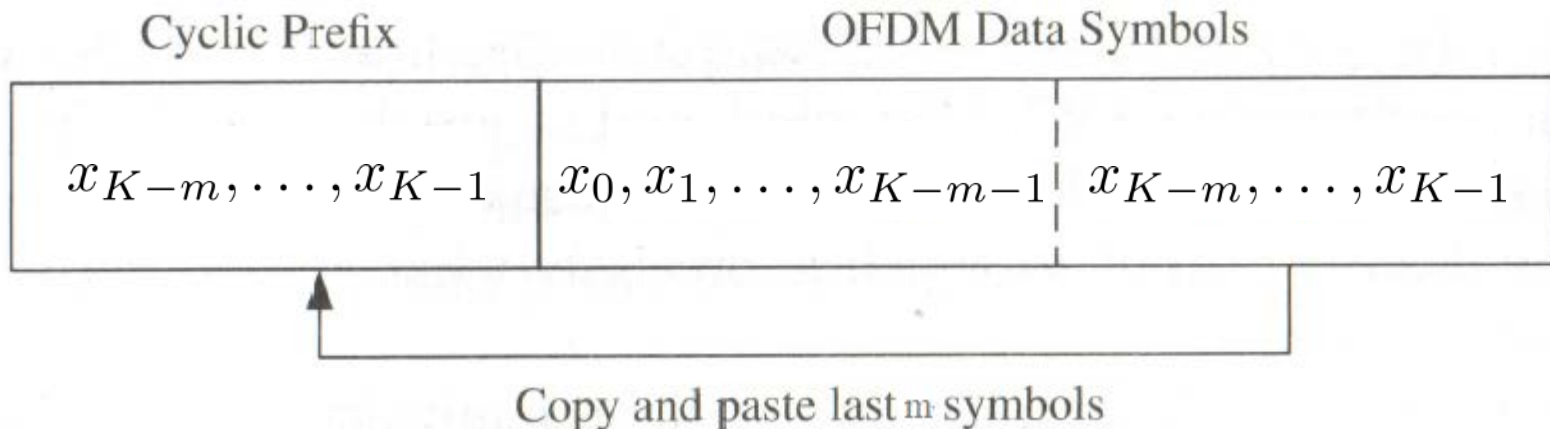 Cyclic Prefix
OFDM Data Symbols
x_{K-m}, . . . , x_{K-1}
x_0, x_1, . . . , x_{K-m-1}
x_{K-m}, . . . , x_{K-1}
Copy and paste last m symbols